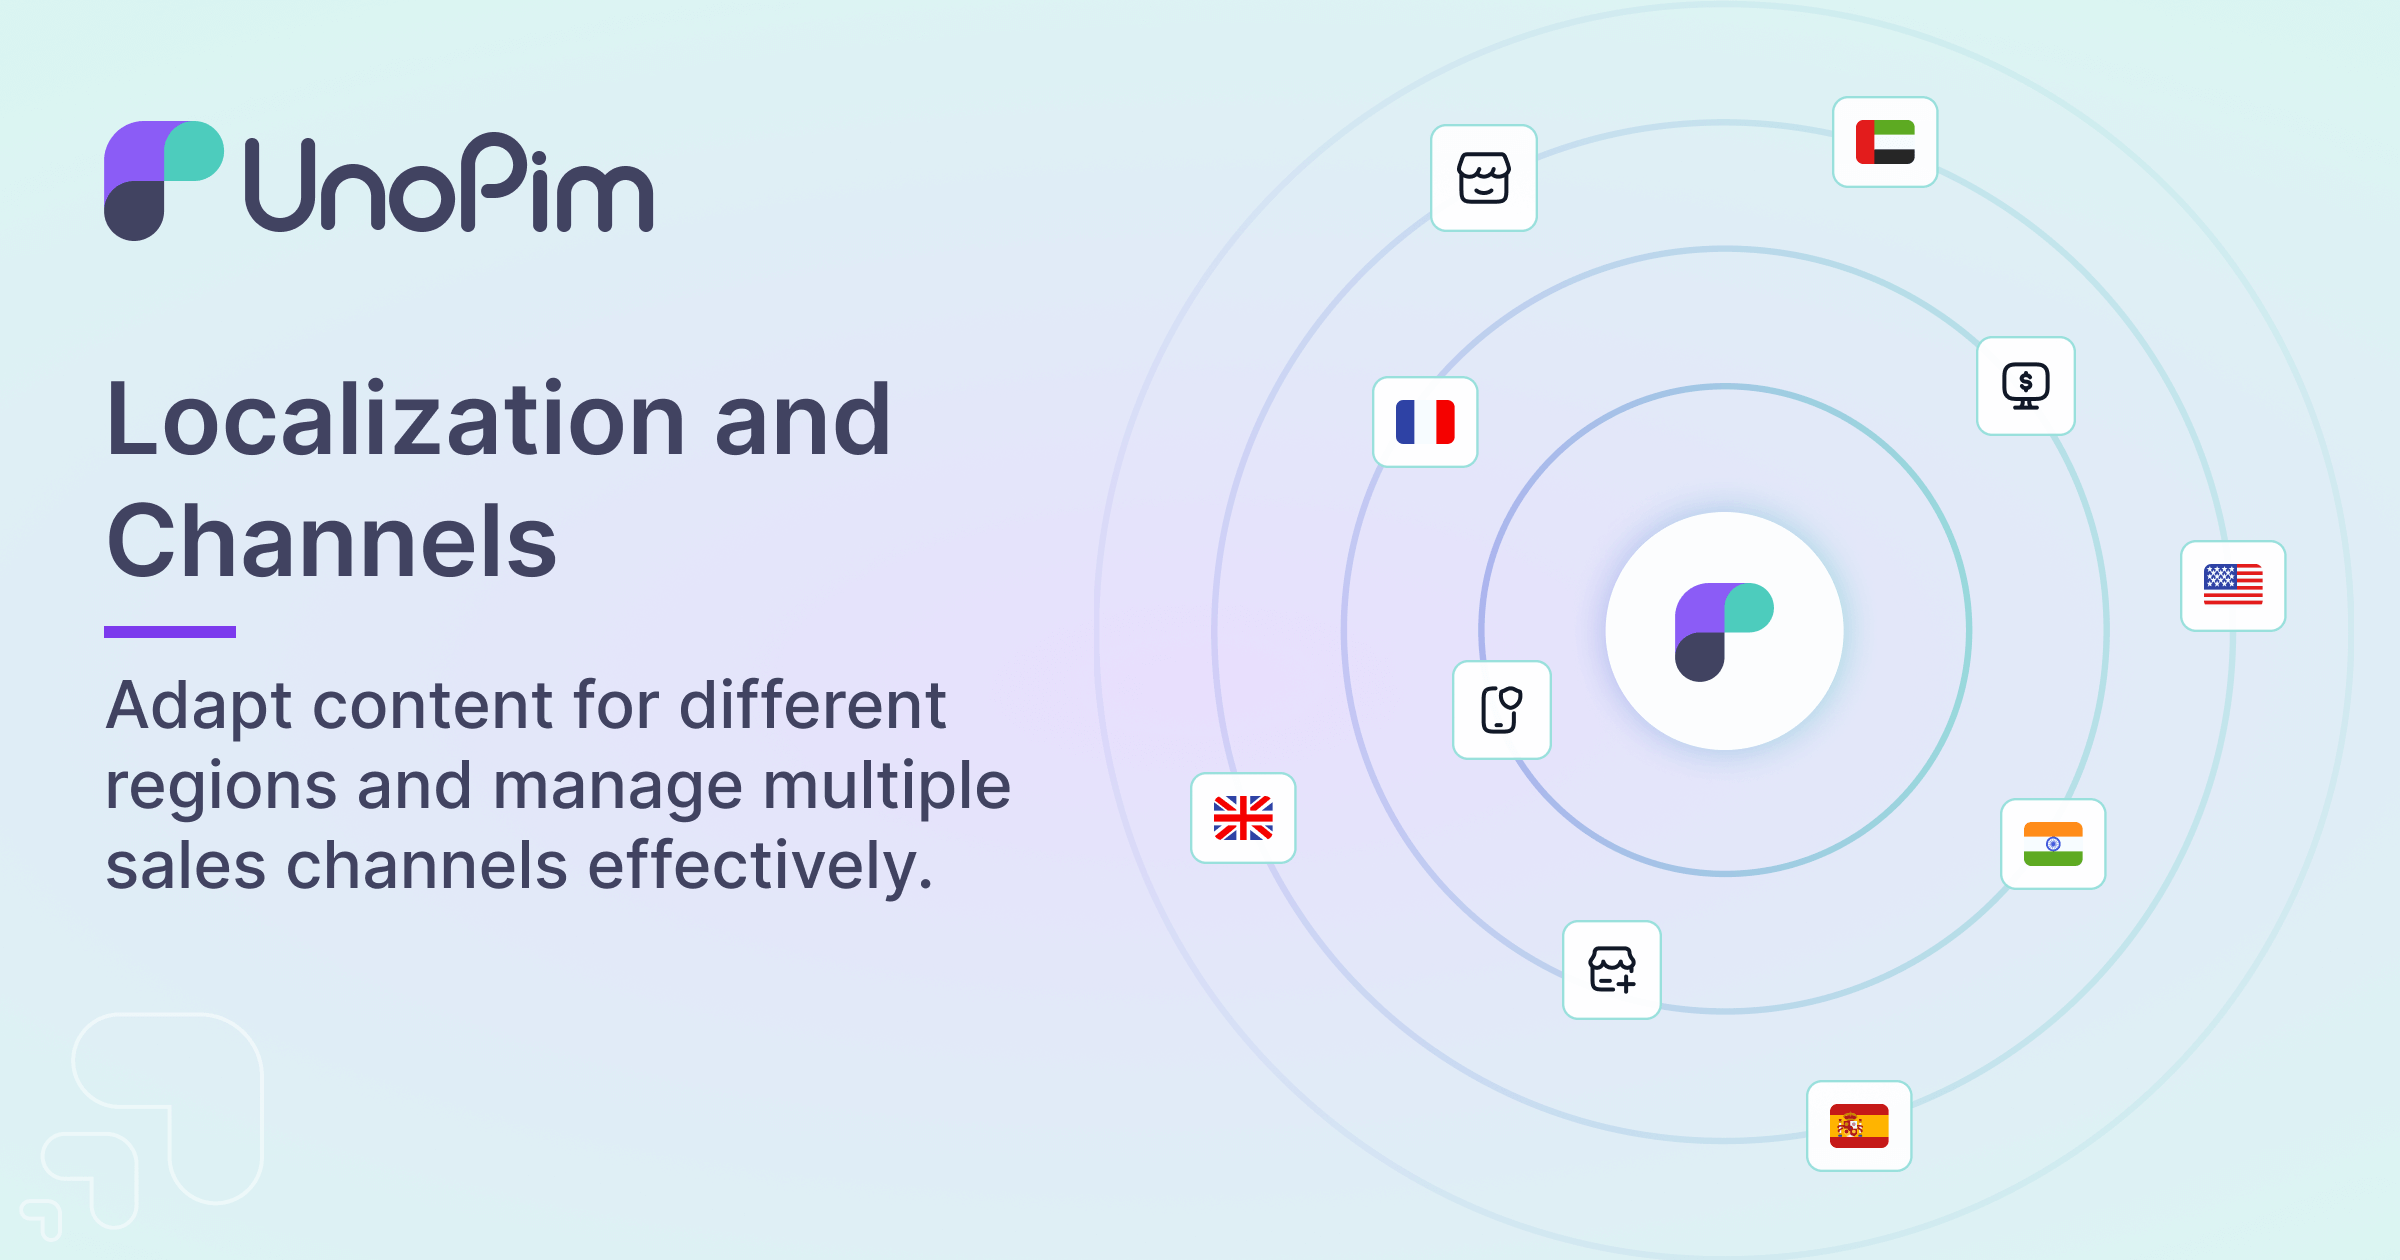 UnoPim
Localization and
Channels
Adapt content for different
regions and manage multiple
sales channels effectively.
$